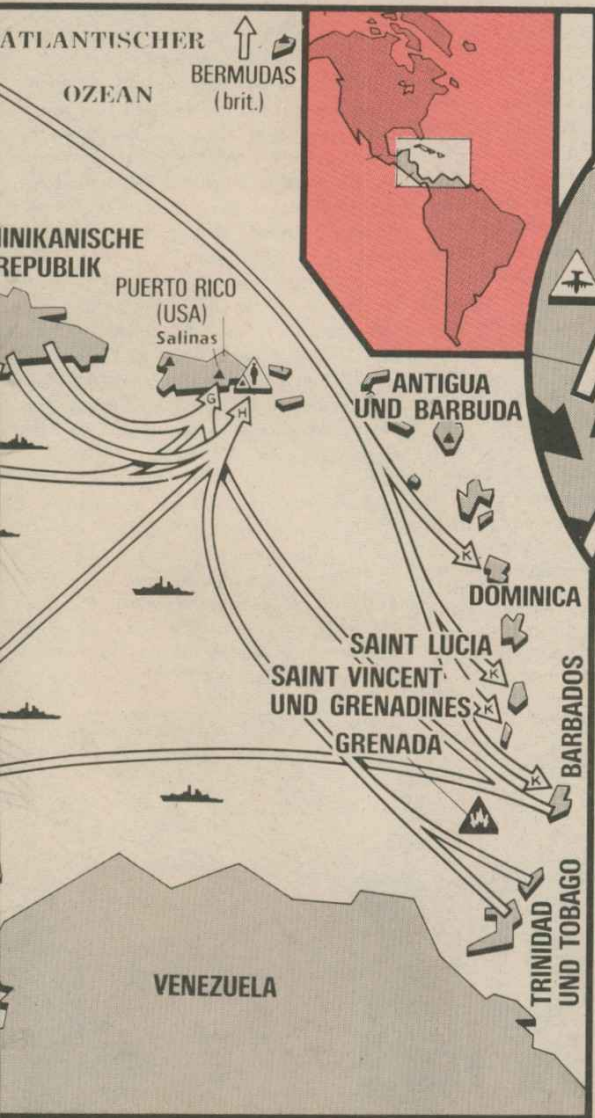 ATLANTISCHER
OZEAN
BERMUDAS
(brit.)
INIKANISCHE
REPUBLIK
PUERTO RICO
(USA)
Salinas
G
H
ANTIGUA
UND BARBUDA
K
DOMINICA
SAINT LUCIA
K
SAINT VINCENT
UND GRENADINES
K
GRENADA
K
BARBADOS
TRINIDAD
UND TOBAGO
VENEZUELA